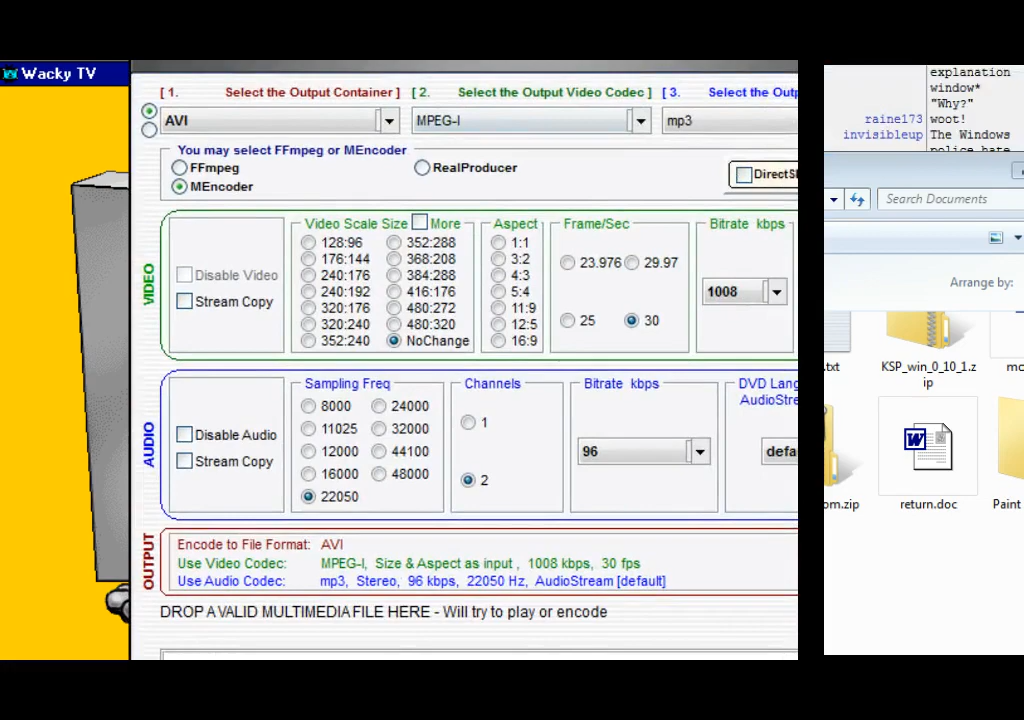 Wacky TV
[ 1. Select the Output Container ] [ 2. Select the Output Video Codec ] [ 3. Select the Outp
AVI MPEG-I mp3
You may select FFmpeg or MEncoder
FFmpeg RealProducer
MEncoder
VIDEO
Disable Video
Stream Copy
Video Scale Size More
128:96 352:288
176:144 368:208
240:176 384:288
240:192 416:176
320:176 480:272
320:240 480:320
352:240 NoChange
Aspect
1:1
3:2
4:3
5:4
11:9
12:5
16:9
Frame/Sec
23.976 29.97
25 30
Bitrate kbps
1008
AUDIO
Disable Audio
Stream Copy
Sampling Freq
8000 24000
11025 32000
12000 44100
16000 48000
22050
Channels
1
2
Bitrate kbps
96
DVD Lang
AudioStre
defa
OUTPUT
Encode to File Format: AVI
Use Video Codec: MPEG-I, Size & Aspect as input , 1008 kbps, 30 fps
Use Audio Codec: mp3, Stereo, 96 kbps, 22050 Hz, AudioStream [default]
DROP A VALID MULTIMEDIA FILE HERE - Will try to play or encode
explanation
window*
"Why?"
raine173 woot!
invisibleup The Windows
police hate
Search Documents
Arrange by:
.txt
KSP_win_0_10_1.z
ip
mc
om.zip
return.doc
Paint